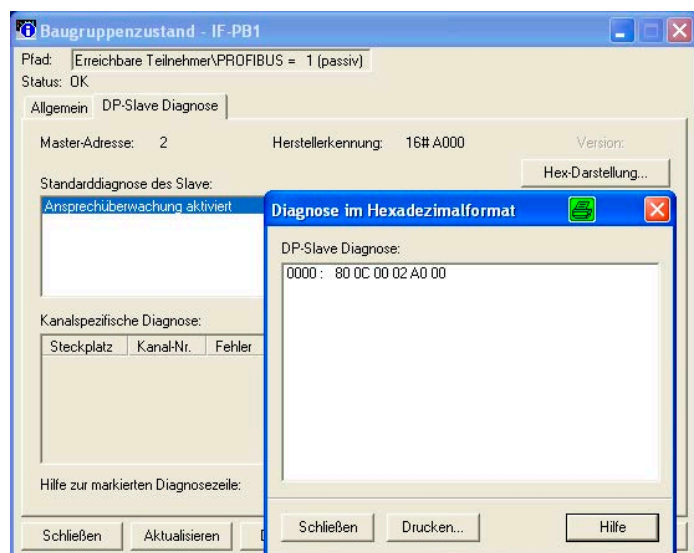 Baugruppenzustand - IF-PB1
Pfad: Erreichbare Teilnehmer\PROFIBUS = 1 (passiv)
Status: OK
Allgemein DP-Slave Diagnose
Master-Adresse: 2 Herstellerkennung: 16# A000 Version:
Hex-Darstellung...
Standarddiagnose des Slave:
Ansprechüberwachung aktiviert
Diagnose im Hexadezimalformat
DP-Slave Diagnose:
0000 : 80 0C 00 02 A0 00
Kanalspezifische Diagnose:
Steckplatz Kanal-Nr. Fehler
Hilfe zur markierten Diagnosezeile:
Schließen Drucken... Hilfe
Schließen Aktualisieren